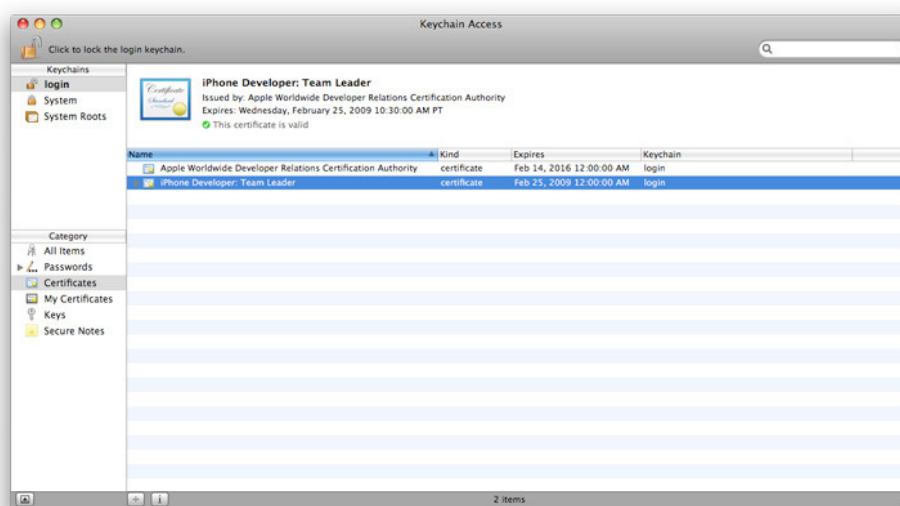 Keychain Access
Click to lock the login keychain.
Keychains
login
System
System Roots
Certificate
Standard
iPhone Developer: Team Leader
Issued by: Apple Worldwide Developer Relations Certification Authority
Expires: Wednesday, February 25, 2009 10:30:00 AM PT
This certificate is valid
Name Kind Expires Keychain
Apple Worldwide Developer Relations Certification Authority certificate Feb 14, 2016 12:00:00 AM login
iPhone Developer: Team Leader certificate Feb 25, 2009 12:00:00 AM login
Category
All Items
Passwords
Certificates
My Certificates
Keys
Secure Notes
2 items